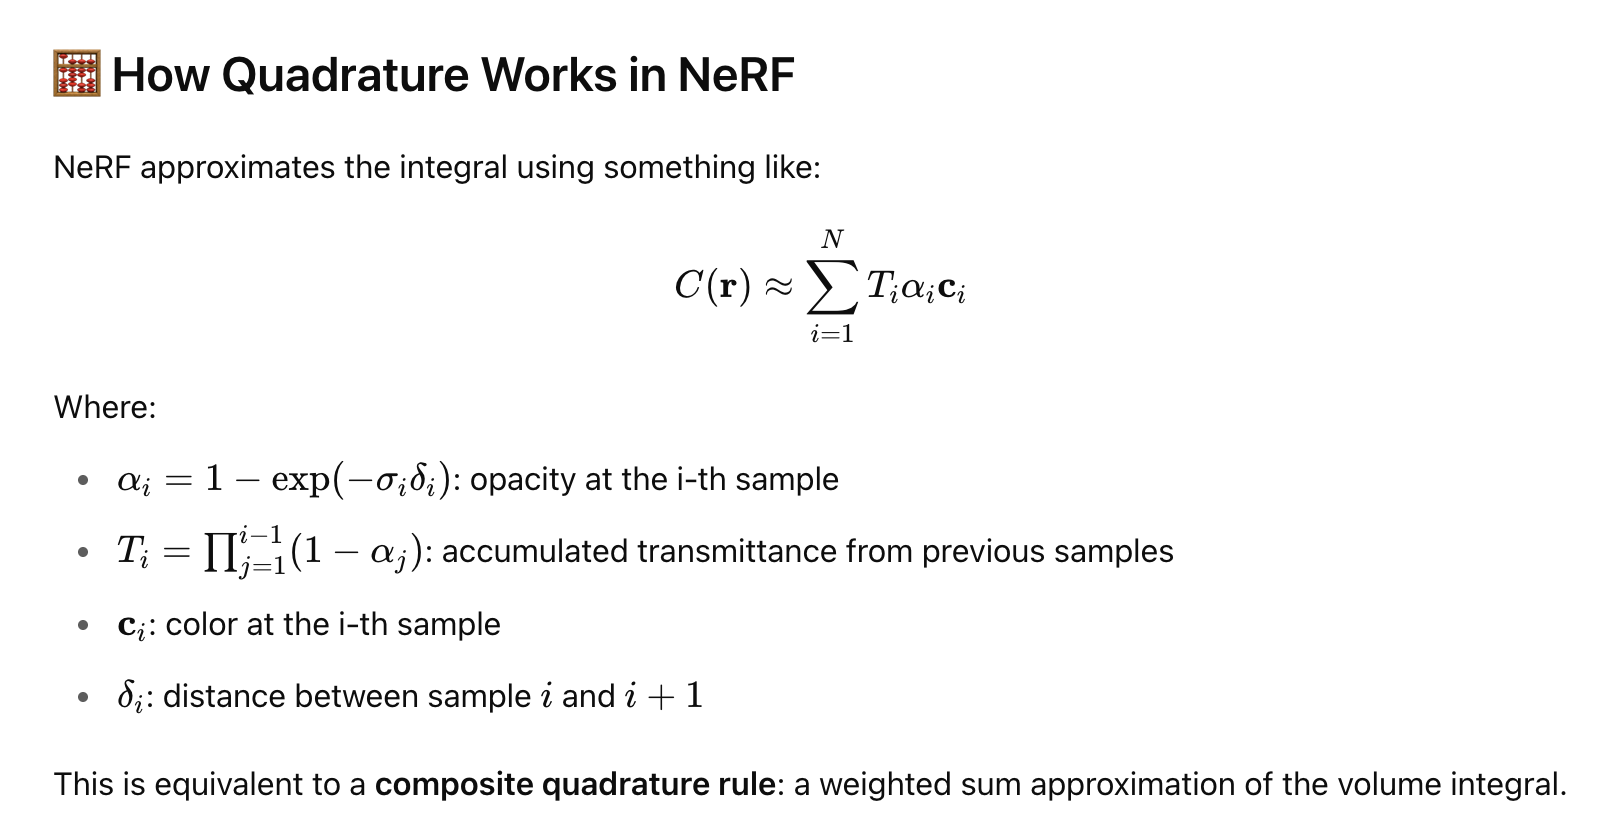 🧮 How Quadrature Works in NeRF
NeRF approximates the integral using something like:
$$C(\mathbf{r}) \approx \sum_{i=1}^{N} T_i \alpha_i \mathbf{c}_i$$
Where:
• $\alpha_i = 1 - \exp(-\sigma_i \delta_i)$: opacity at the i-th sample
• $T_i = \prod_{j=1}^{i-1} (1 - \alpha_j)$: accumulated transmittance from previous samples
• $\mathbf{c}_i$: color at the i-th sample
• $\delta_i$: distance between sample $i$ and $i + 1$
This is equivalent to a composite quadrature rule: a weighted sum approximation of the volume integral.